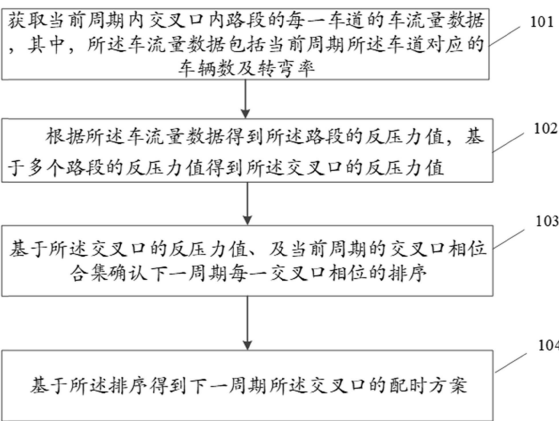 获取当前周期内交叉口内路段的每一车道的车流量数据
，其中，所述车流量数据包括当前周期所述车道对应的
车辆数及转弯率
101
根据所述车流量数据得到所述路段的反压力值，基
于多个路段的反压力值得到所述交叉口的反压力值
102
基于所述交叉口的反压力值、及当前周期的交叉口相位
合集确认下一周期每一交叉口相位的排序
103
基于所述排序得到下一周期所述交叉口的配时方案
104